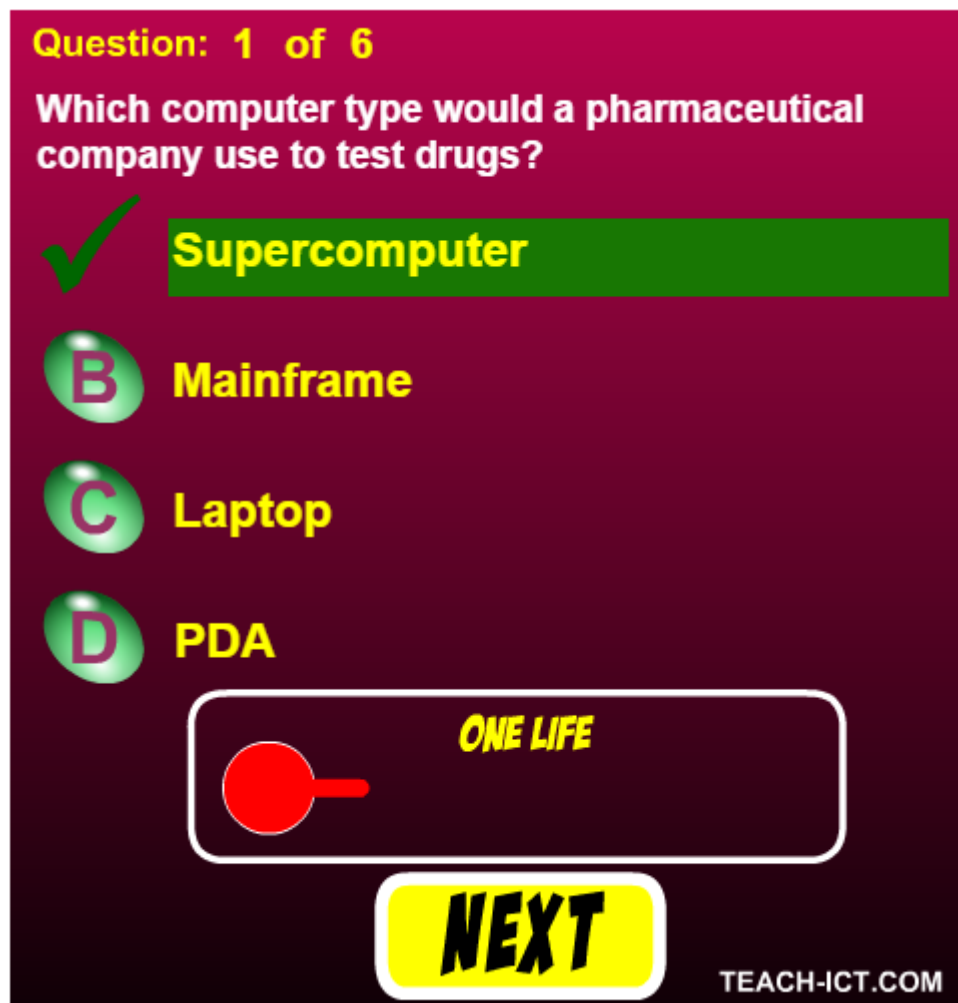 Question: 1 of 6
Which computer type would a pharmaceutical
company use to test drugs?
Supercomputer
B Mainframe
C Laptop
D PDA
ONE LIFE
NEXT
TEACH-ICT.COM